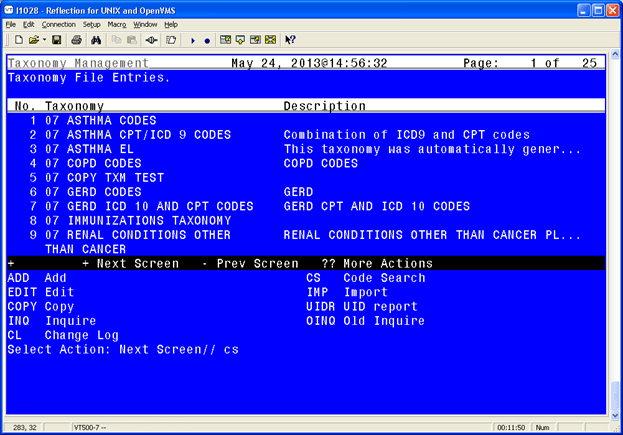 I1028 - Reflection for UNIX and OpenVMS
File Edit Connection Setup Macro Window Help
Taxonomy Management May 24, 2013@14:56:32 Page: 1 of 25
Taxonomy File Entries.
No. Taxonomy Description
1 07 ASTHMA CODES
2 07 ASTHMA CPT/ICD 9 CODES Combination of ICD9 and CPT codes
3 07 ASTHMA EL This taxonomy was automatically gener...
4 07 COPD CODES COPD CODES
5 07 COPY TXM TEST
6 07 GERD CODES GERD
7 07 GERD ICD 10 AND CPT CODES GERD CPT AND ICD 10 CODES
8 07 IMMUNIZATIONS TAXONOMY
9 07 RENAL CONDITIONS OTHER RENAL CONDITIONS OTHER THAN CANCER PL...
THAN CANCER
+ + Next Screen - Prev Screen ?? More Actions
ADD Add CS Code Search
EDIT Edit IMP Import
COPY Copy UIDR UID report
INQ Inquire OINQ Old Inquire
CL Change Log
Select Action: Next Screen// cs
283, 32 VT500-7 -- 00:11:50 Num